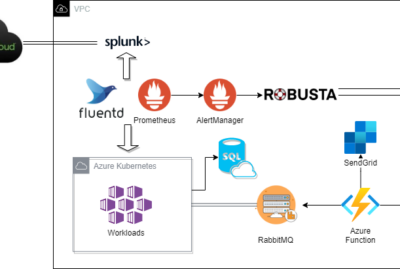 VPC
oud
splunk>
fluentd
Prometheus
AlertManager
ROBUSTA
Azure Kubernetes
SQL
SendGrid
Workloads
RabbitMQ
Azure
Function